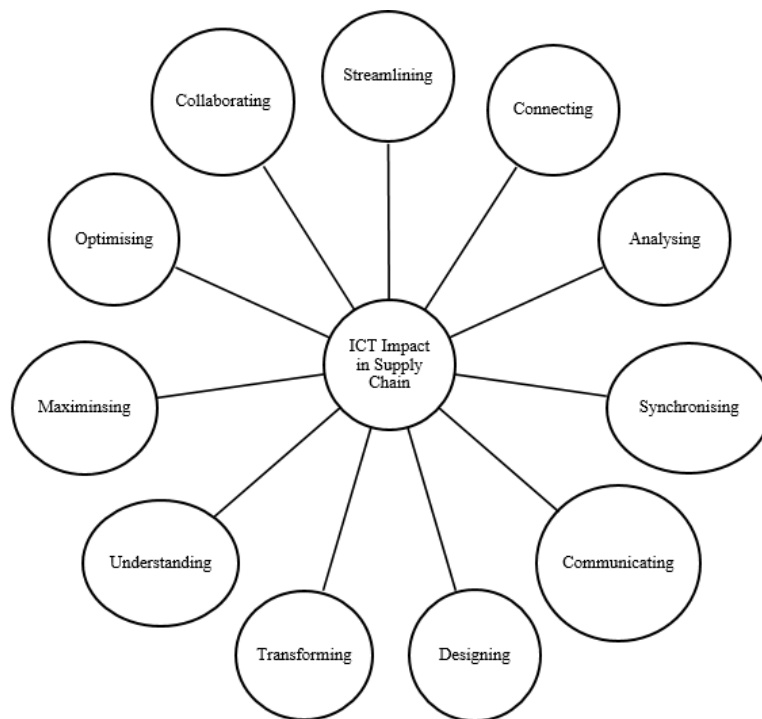 Streamlining
Connecting
Analysing
Synchronising
Communicating
Designing
Transforming
Understanding
Maximinsing
Optimising
Collaborating
ICT Impact
in Supply
Chain